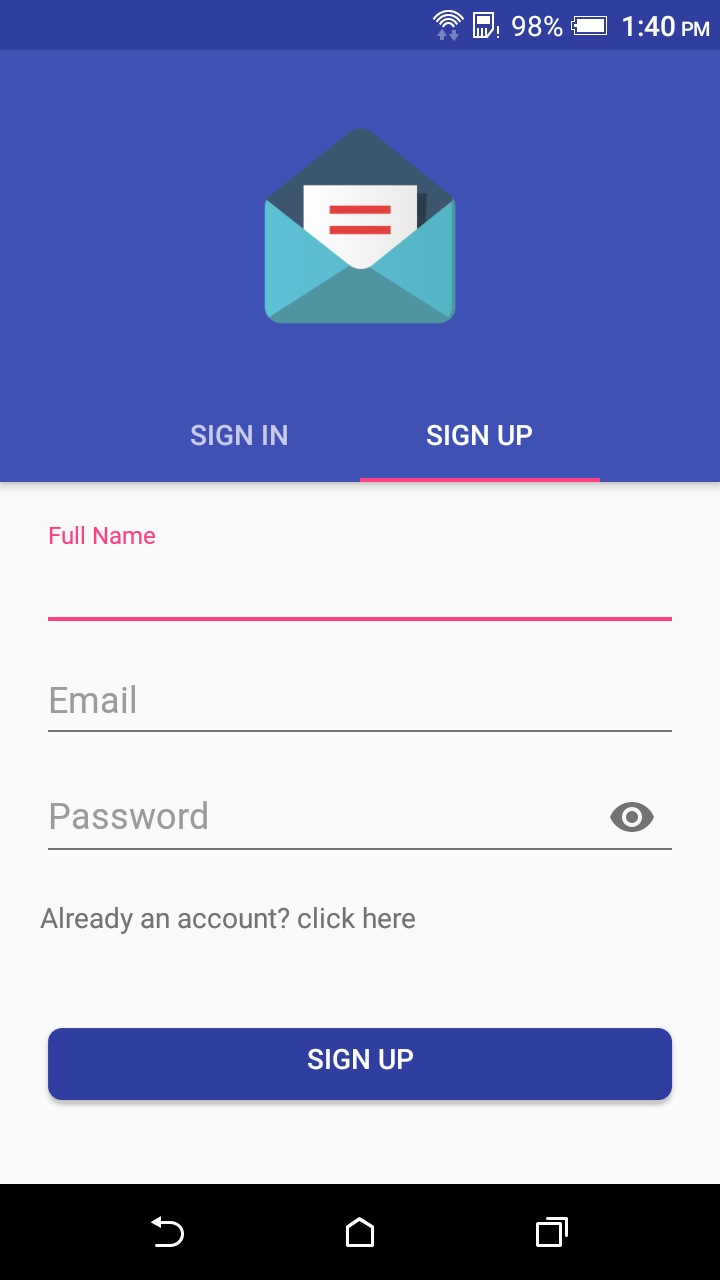 98% 1:40 PM
SIGN IN SIGN UP
Full Name
Email
Password
Already an account? click here
SIGN UP